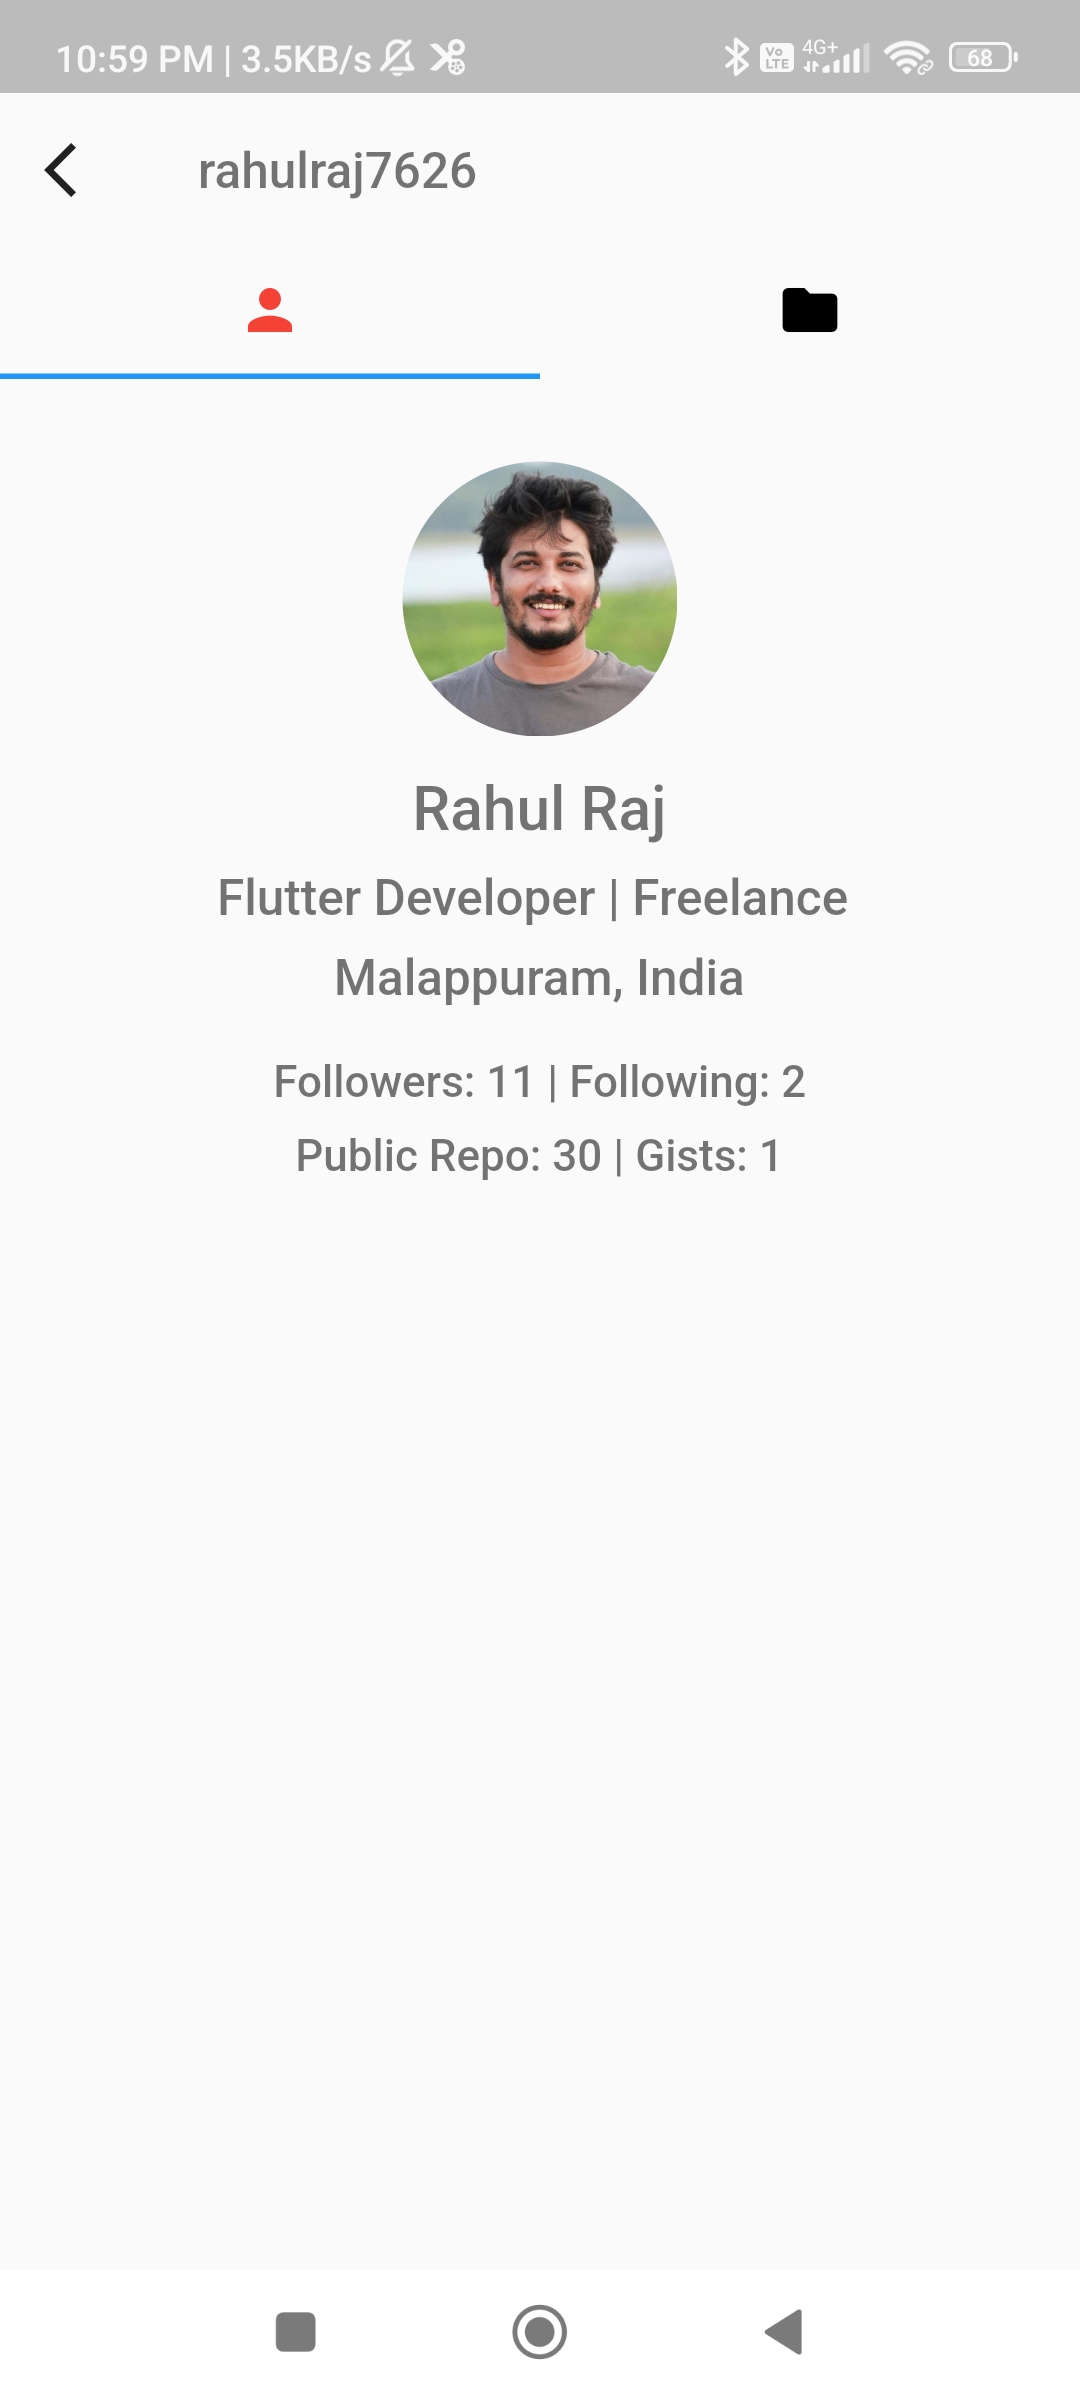 10:59 PM | 3.5KB/s Vo LTE 4G+ 68
rahulraj7626
Rahul Raj
Flutter Developer | Freelance
Malappuram, India
Followers: 11 | Following: 2
Public Repo: 30 | Gists: 1